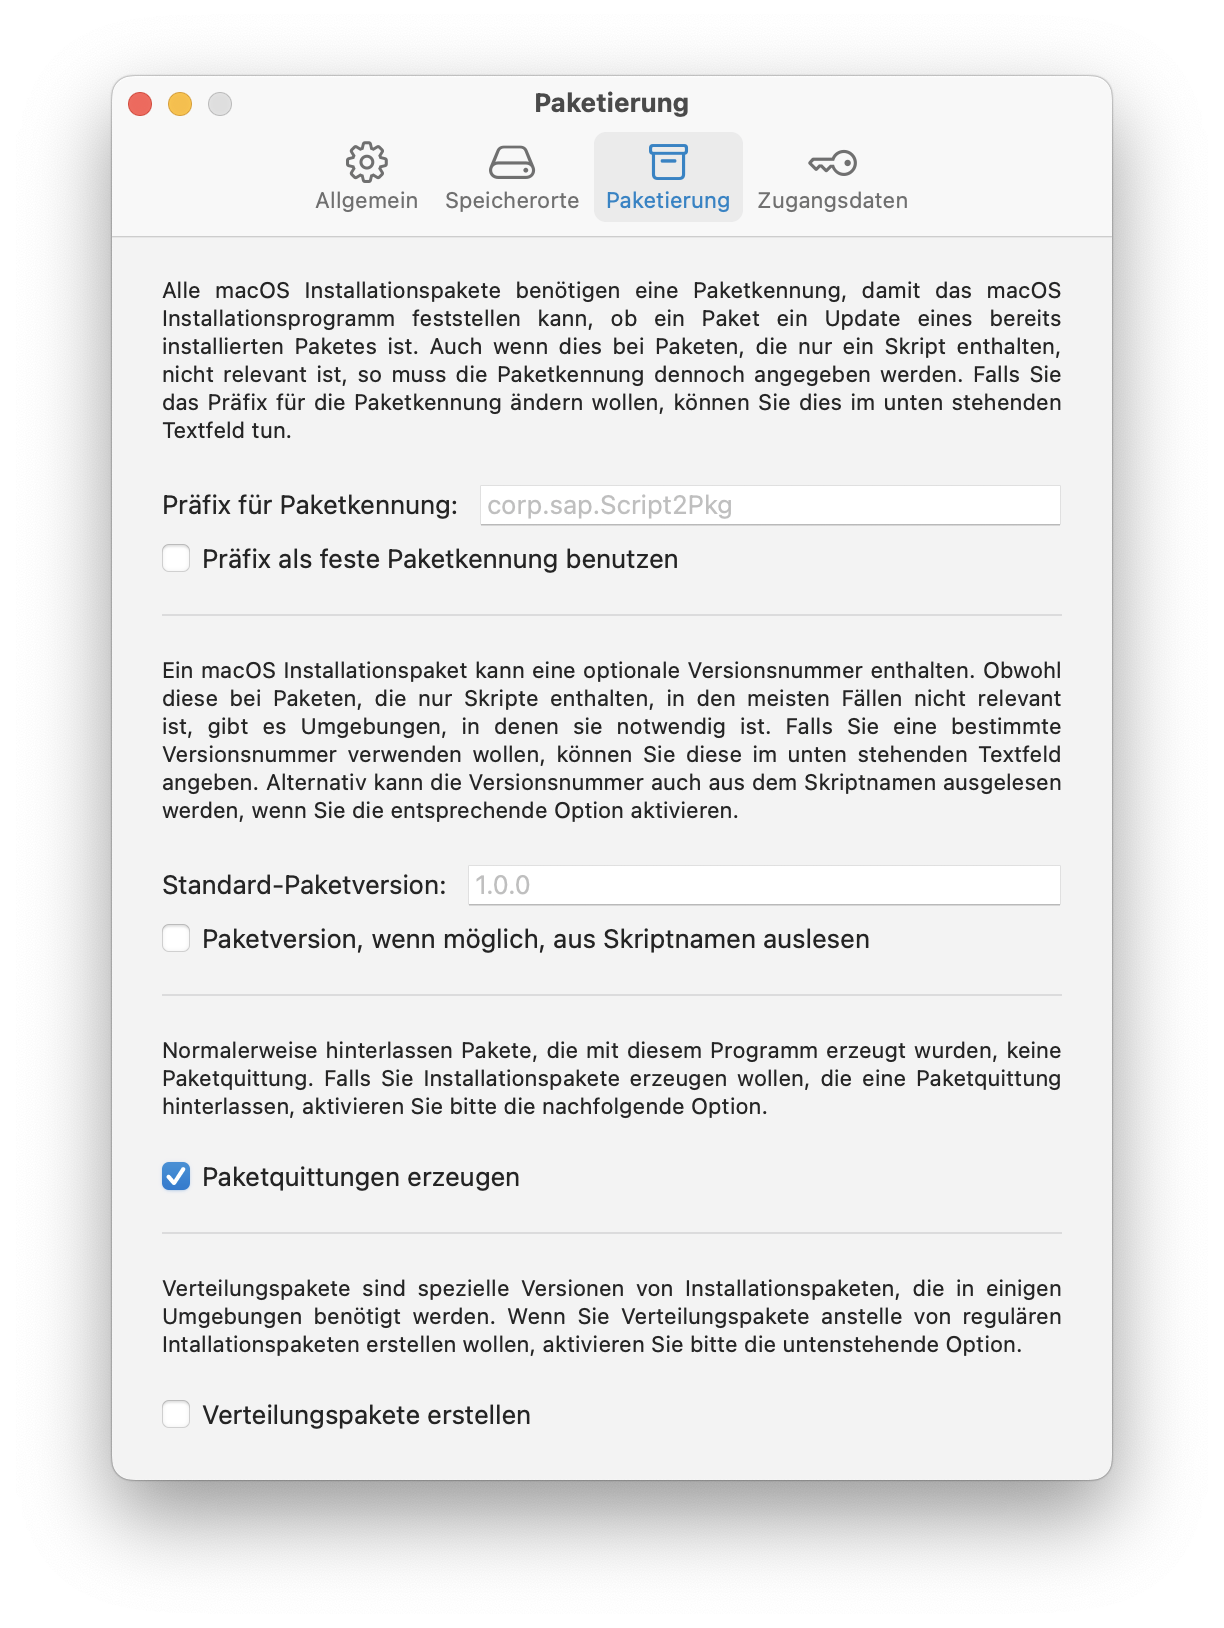 Paketierung
Allgemein
Speicherorte
Paketierung
Zugangsdaten
Alle macOS Installationspakete benötigen eine Paketkennung, damit das macOS
Installationsprogramm feststellen kann, ob ein Paket ein Update eines bereits
installierten Paketes ist. Auch wenn dies bei Paketen, die nur ein Skript enthalten,
nicht relevant ist, so muss die Paketkennung dennoch angegeben werden. Falls Sie
das Präfix für die Paketkennung ändern wollen, können Sie dies im unten stehenden
Textfeld tun.
Präfix für Paketkennung: corp.sap.Script2Pkg
Präfix als feste Paketkennung benutzen
Ein macOS Installationspaket kann eine optionale Versionsnummer enthalten. Obwohl
diese bei Paketen, die nur Skripte enthalten, in den meisten Fällen nicht relevant
ist, gibt es Umgebungen, in denen sie notwendig ist. Falls Sie eine bestimmte
Versionsnummer verwenden wollen, können Sie diese im unten stehenden Textfeld
angeben. Alternativ kann die Versionsnummer auch aus dem Skriptnamen ausgelesen
werden, wenn Sie die entsprechende Option aktivieren.
Standard-Paketversion: 1.0.0
Paketversion, wenn möglich, aus Skriptnamen auslesen
Normalerweise hinterlassen Pakete, die mit diesem Programm erzeugt wurden, keine
Paketquittung. Falls Sie Installationspakete erzeugen wollen, die eine Paketquittung
hinterlassen, aktivieren Sie bitte die nachfolgende Option.
Paketquittungen erzeugen
Verteilungspakete sind spezielle Versionen von Installationspaketen, die in einigen
Umgebungen benötigt werden. Wenn Sie Verteilungspakete anstelle von regulären
Intallationspaketen erstellen wollen, aktivieren Sie bitte die untenstehende Option.
Verteilungspakete erstellen